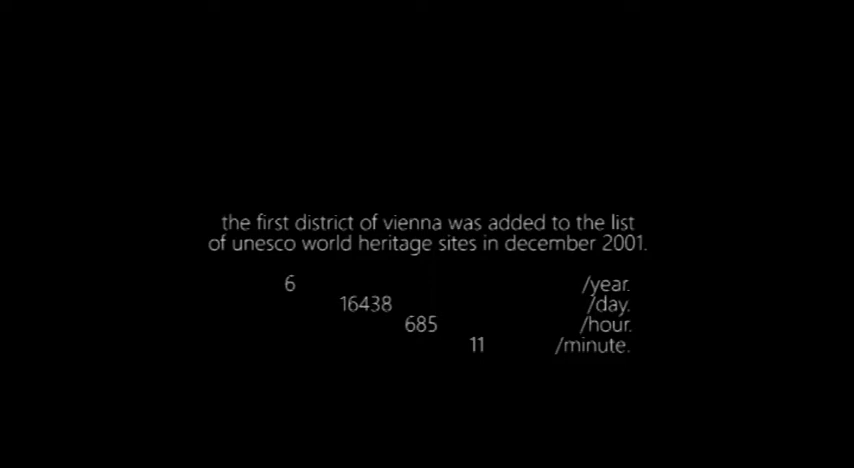 the first district of vienna was added to the list
of unesco world heritage sites in december 2001.
6 /year.
16438 /day.
685 /hour.
11 /minute.